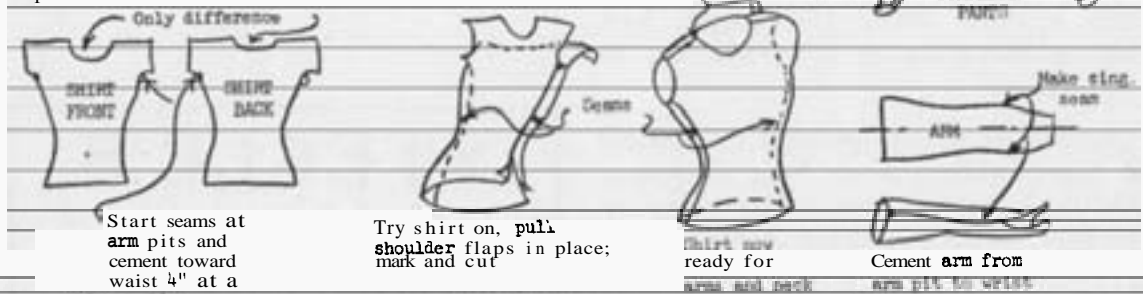 Only difference
PANTS
SHIRT
FRONT
SHIRT
BACK
Seams
Make sing.
seam
ARM
Start seams at
arm pits and
cement toward
waist 4" at a
Try shirt on, pull
shoulder flaps in place;
mark and cut
Shirt now
ready for
arms and neck
Cement arm from
arm pit to wrist